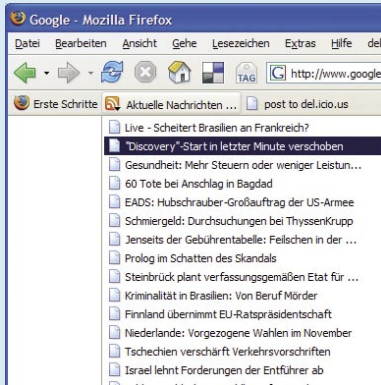 Google - Mozilla Firefox
Datei Bearbeiten Ansicht Gehe Lesezeichen Extras Hilfe del
TAG G http://www.google
Erste Schritte Aktuelle Nachrichten ... post to del.icio.us
Live - Scheitert Brasilien an Frankreich?
"Discovery"-Start in letzter Minute verschoben
Gesundheit: Mehr Steuern oder weniger Leistun...
60 Tote bei Anschlag in Bagdad
EADS: Hubschrauber-Großauftrag der US-Armee
Schmiergeld: Durchsuchungen bei ThyssenKrupp
Jenseits der Gebührentabelle: Feilschen in der ...
Prolog im Schatten des Skandals
Steinbrück plant verfassungsgemäßen Etat für ...
Kriminalität in Brasilien: Von Beruf Mörder
Finnland übernimmt EU-Ratspräsidentschaft
Niederlande: Vorgezogene Wahlen im November
Tschechien verschärft Verkehrsvorschriften
Israel lehnt Forderungen der Entführer ab